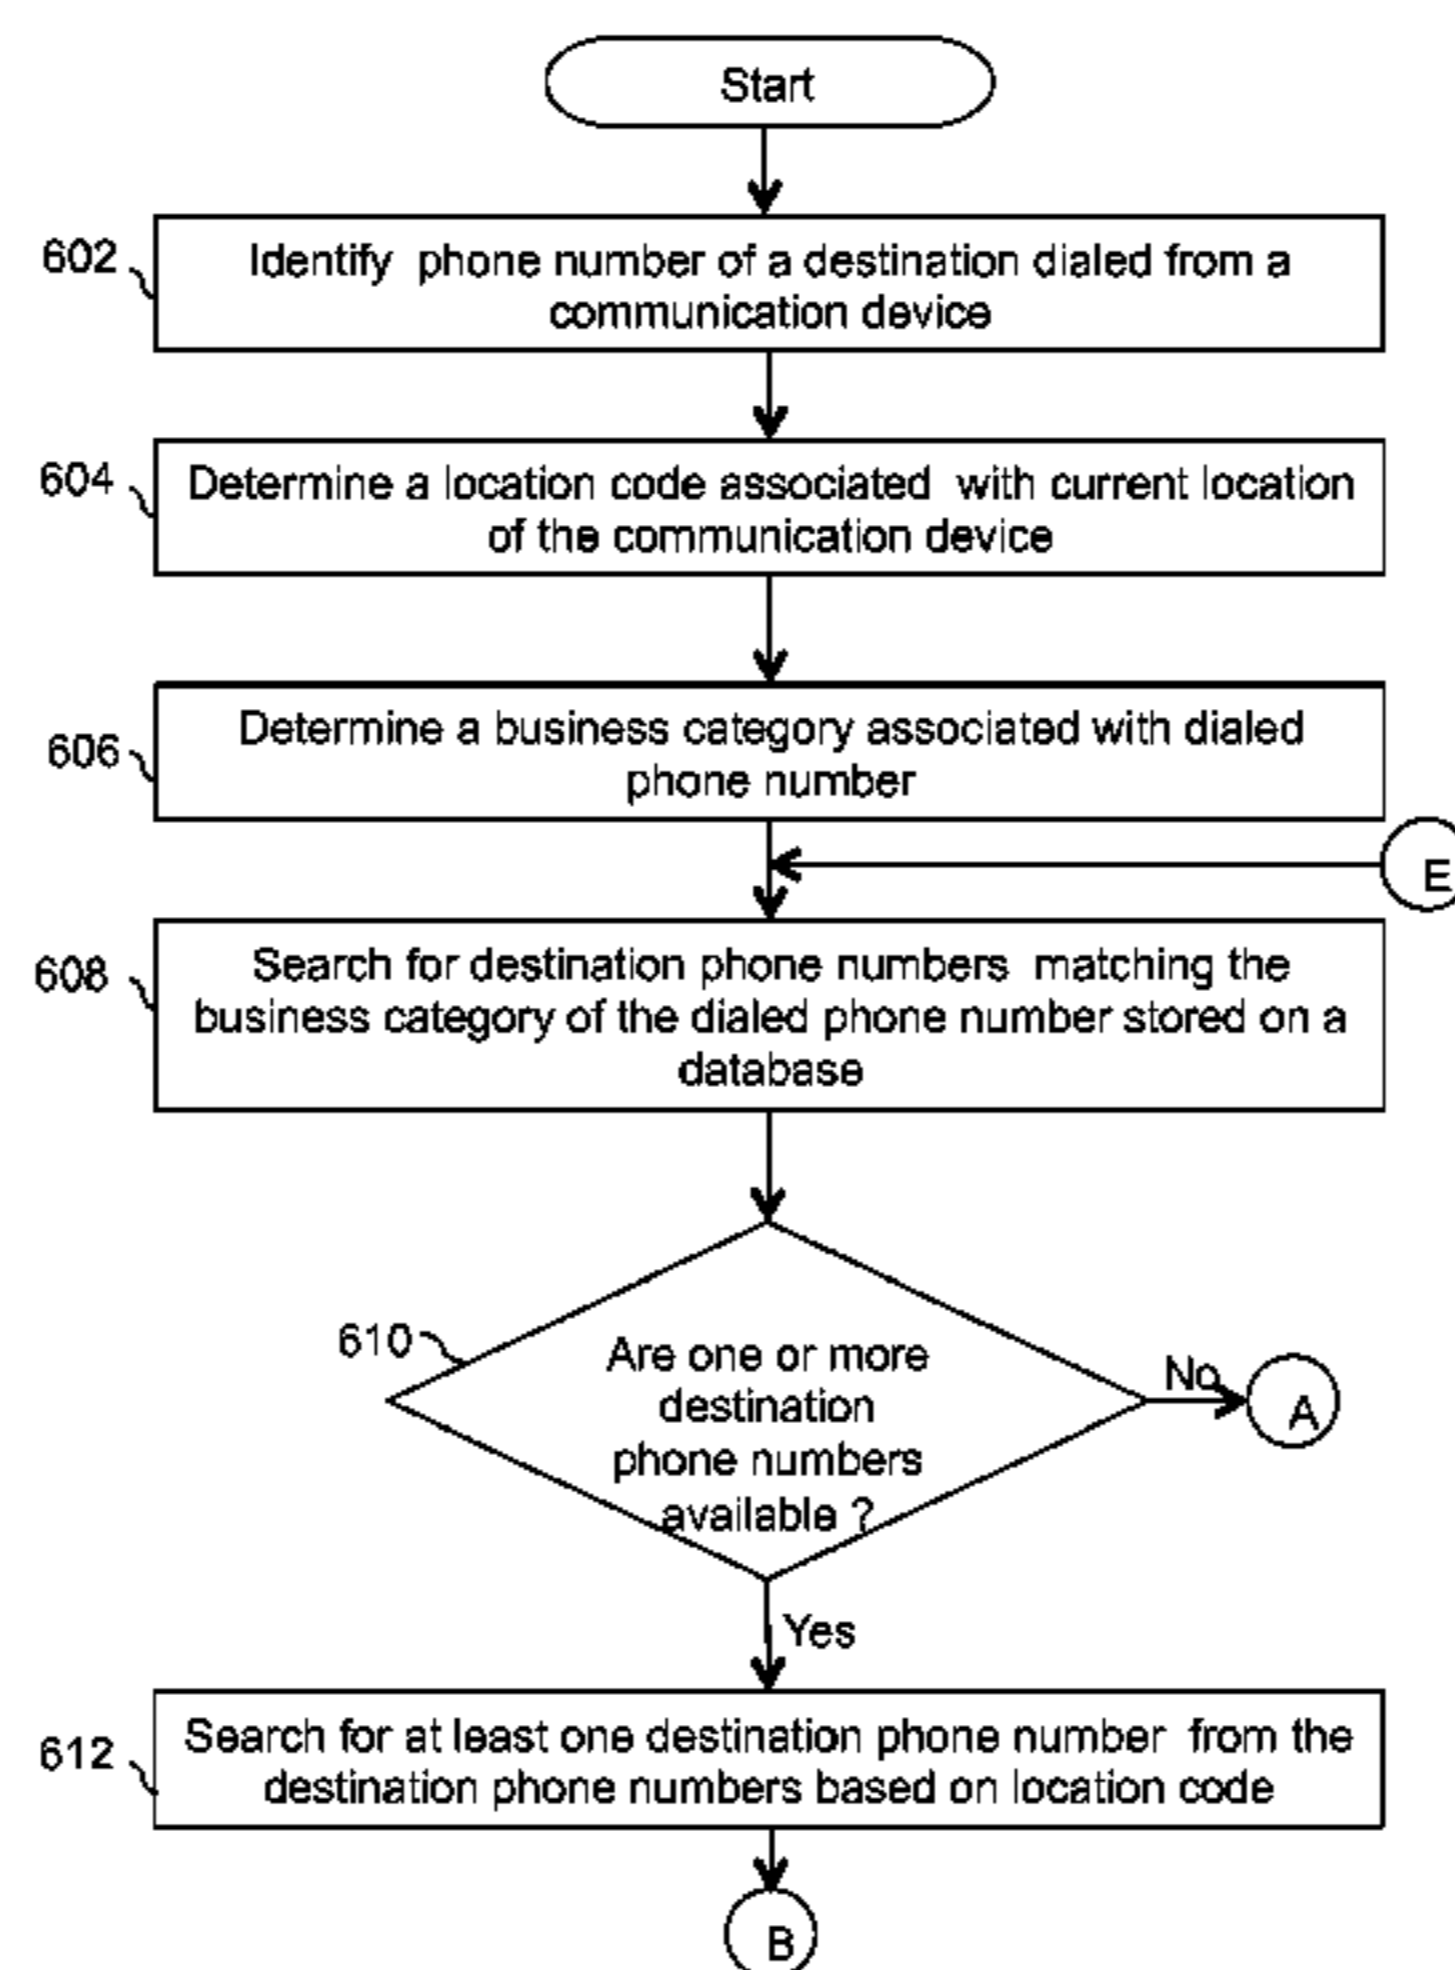 Start
602
Identify phone number of a destination dialed from a
communication device
604
Determine a location code associated with current location
of the communication device
606
Determine a business category associated with dialed
phone number
E
608
Search for destination phone numbers matching the
business category of the dialed phone number stored on a
database
610
Are one or more
destination
phone numbers
available ?
No
A
Yes
612
Search for at least one destination phone number from the
destination phone numbers based on location code
B